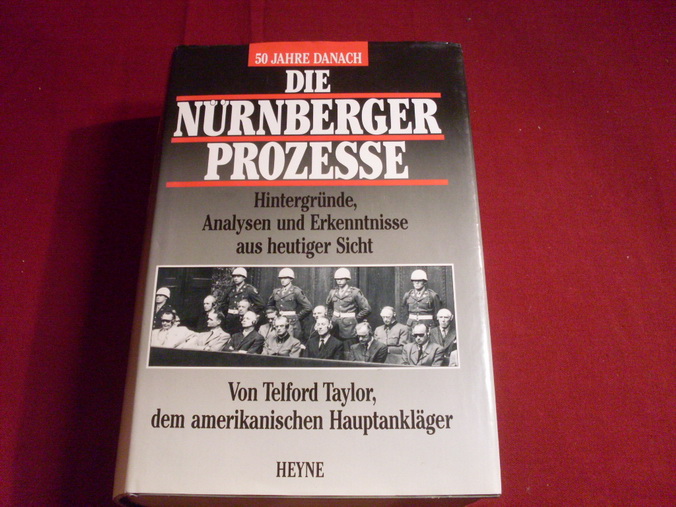 50 JAHRE DANACH
DIE
NÜRNBERGER
PROZESSE
Hintergründe,
Analysen und Erkenntnisse
aus heutiger Sicht
Von Telford Taylor,
dem amerikanischen Hauptankläger
HEYNE